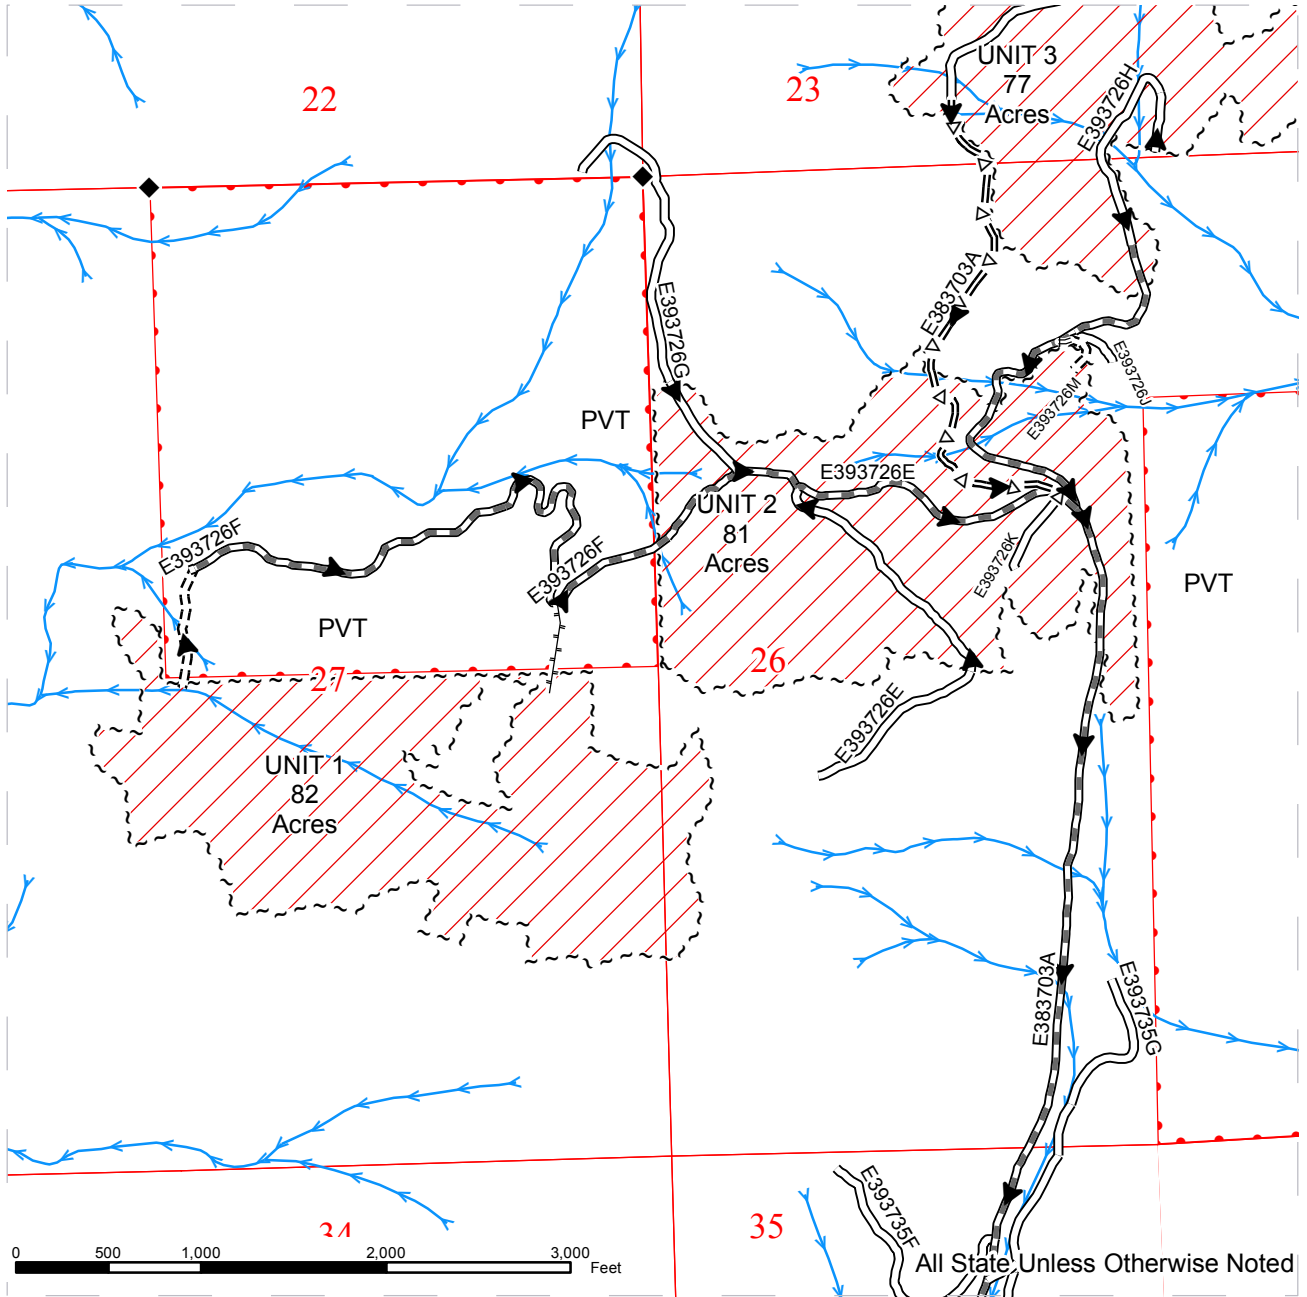 22
23
UNIT 3
77
Acres
E393726H
E383703A
E393726G
E393726J
E393726M
PVT
E393726E
UNIT 2
81
Acres
E393726F
E393726F
E393726K
PVT
PVT
26
27
E393726E
UNIT 1
82
Acres
E383703A
E393735G
34
35
E393735F
0 500 1,000 2,000 3,000
Feet
All State Unless Otherwise Noted